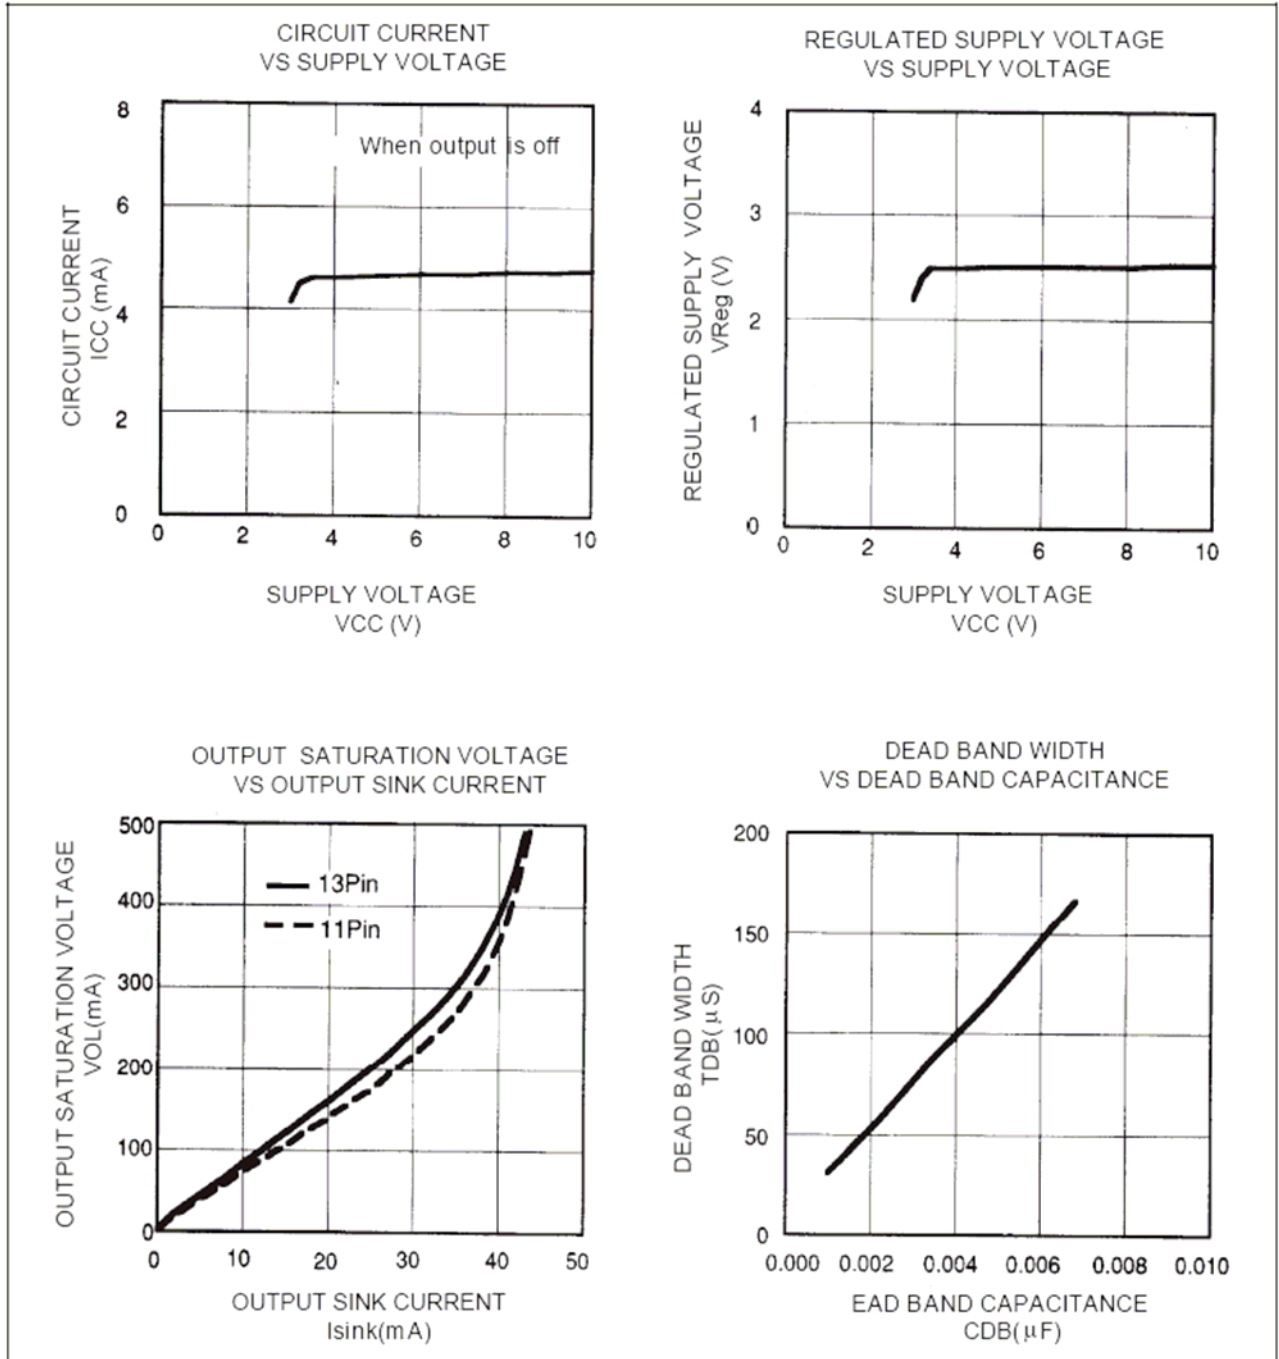 CIRCUIT CURRENT
VS SUPPLY VOLTAGE
8
6
4
2
0
When output is off
CIRCUIT CURRENT
ICC (mA)
0 2 4 6 8 10
SUPPLY VOLTAGE
VCC (V)
REGULATED SUPPLY VOLTAGE
VS SUPPLY VOLTAGE
4
3
2
1
0
REGULATED SUPPLY VOLTAGE
VReg (V)
0 2 4 6 8 10
SUPPLY VOLTAGE
VCC (V)
OUTPUT SATURATION VOLTAGE
VS OUTPUT SINK CURRENT
500
400
300
200
100
0
13Pin
11Pin
OUTPUT SATURATION VOLTAGE
VOL(mA)
0 10 20 30 40 50
OUTPUT SINK CURRENT
Isink(mA)
DEAD BAND WIDTH
VS DEAD BAND CAPACITANCE
200
150
100
50
0
DEAD BAND WIDTH
TDB(μS)
0.000 0.002 0.004 0.006 0.008 0.010
EAD BAND CAPACITANCE
CDB(μF)